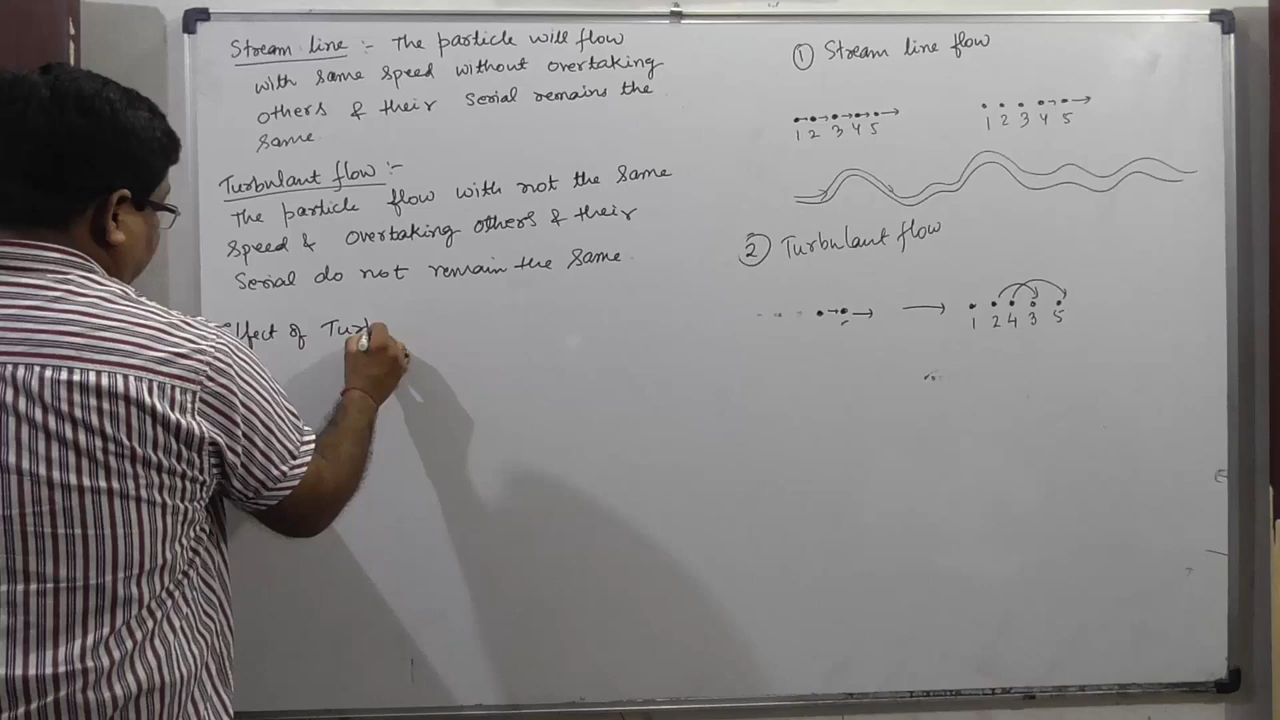 Stream line :- The particle will flow
with same speed without overtaking
others & their serial remains the
same
Turbulant flow :-
The particle flow with not the same
speed & overtaking others & their
serial do not remain the same.
Effect of Turb
① Stream line flow
1 2 3 4 5
1 2 3 4 5
② Turbulant flow
1 2 4 3 5